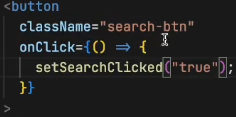 <button
className="search-btn"
onClick={() => {
setSearchClicked("true");
}}
>